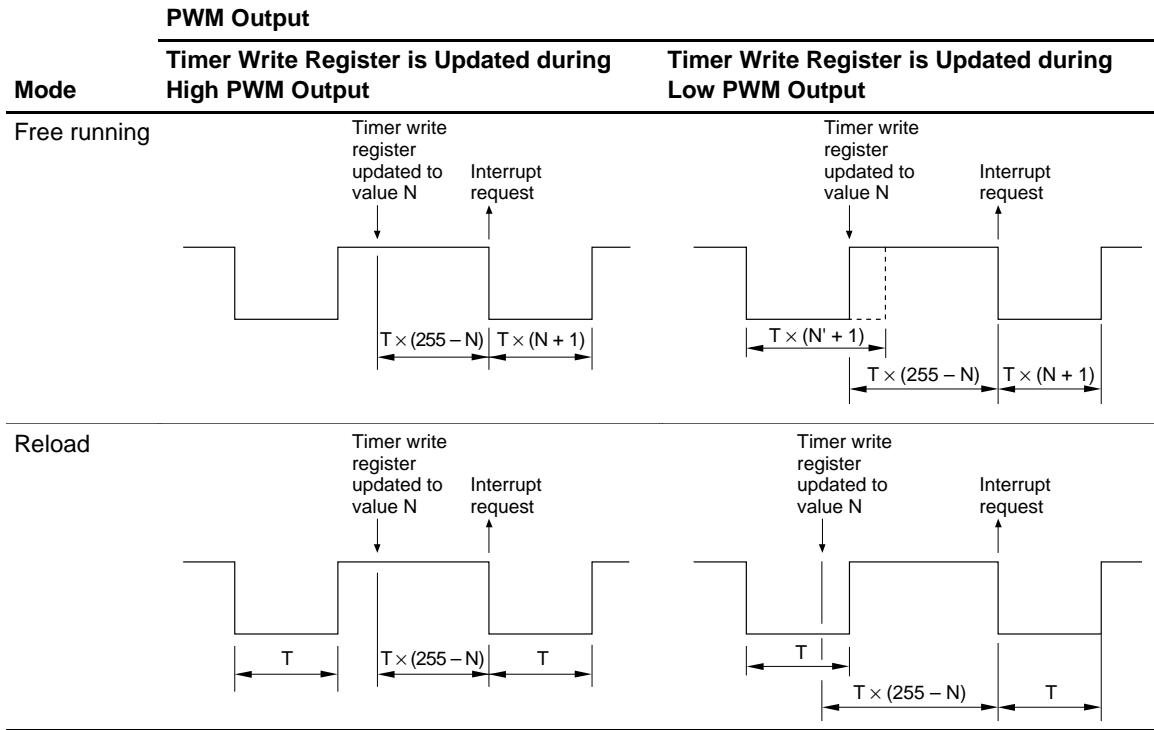 PWM Output
Mode
Timer Write Register is Updated during
High PWM Output
Timer Write Register is Updated during
Low PWM Output
Free running
Timer write
register
updated to
value N
Interrupt
request
T × (255 – N)
T × (N + 1)
Timer write
register
updated to
value N
Interrupt
request
T × (N' + 1)
T × (255 – N)
T × (N + 1)
Reload
Timer write
register
updated to
value N
Interrupt
request
T
T × (255 – N)
T
Timer write
register
updated to
value N
Interrupt
request
T
T × (255 – N)
T